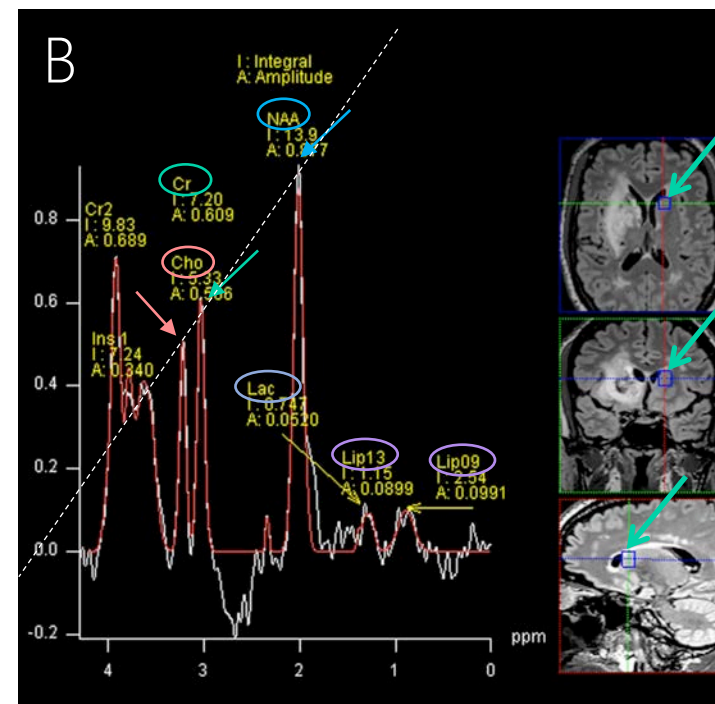 B
I : Integral
A: Amplitude
NAA
I : 13.9
Cr
I : 7.20
A: 0.609
Cr2
I : 9.83
A: 0.689
Cho
I : 5.33
Ins 1
I : 7.24
A: 0.340
Lac
I : 0.747
A: 0.0520
Lip13
I : 1.15
A: 0.0899
Lip09
I : 2.54
A: 0.0991
0.8
0.6
0.4
0.2
0.0
-0.2
4
3
2
1
0
ppm